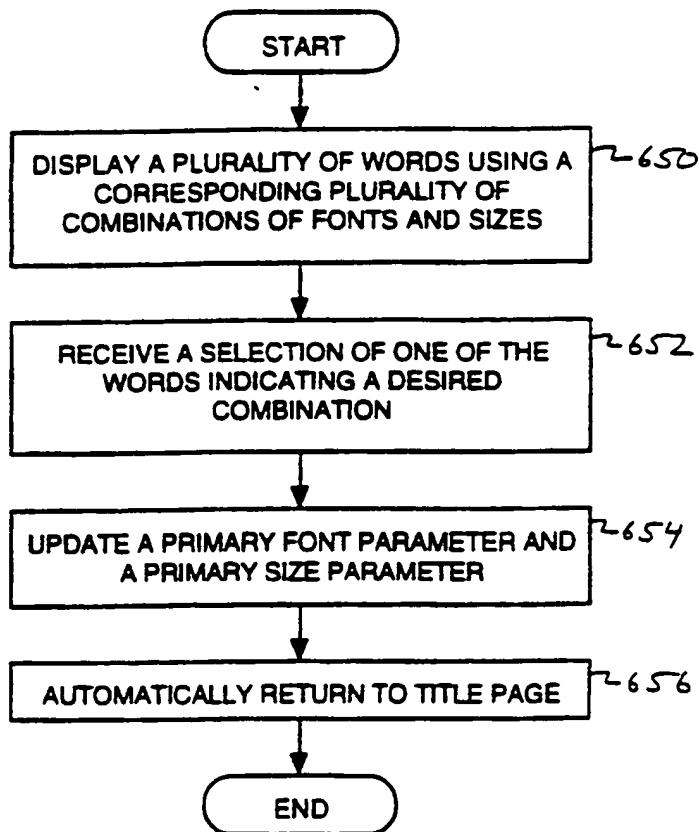 START
DISPLAY A PLURALITY OF WORDS USING A
CORRESPONDING PLURALITY OF
COMBINATIONS OF FONTS AND SIZES
650
RECEIVE A SELECTION OF ONE OF THE
WORDS INDICATING A DESIRED
COMBINATION
652
UPDATE A PRIMARY FONT PARAMETER AND
A PRIMARY SIZE PARAMETER
654
AUTOMATICALLY RETURN TO TITLE PAGE
656
END